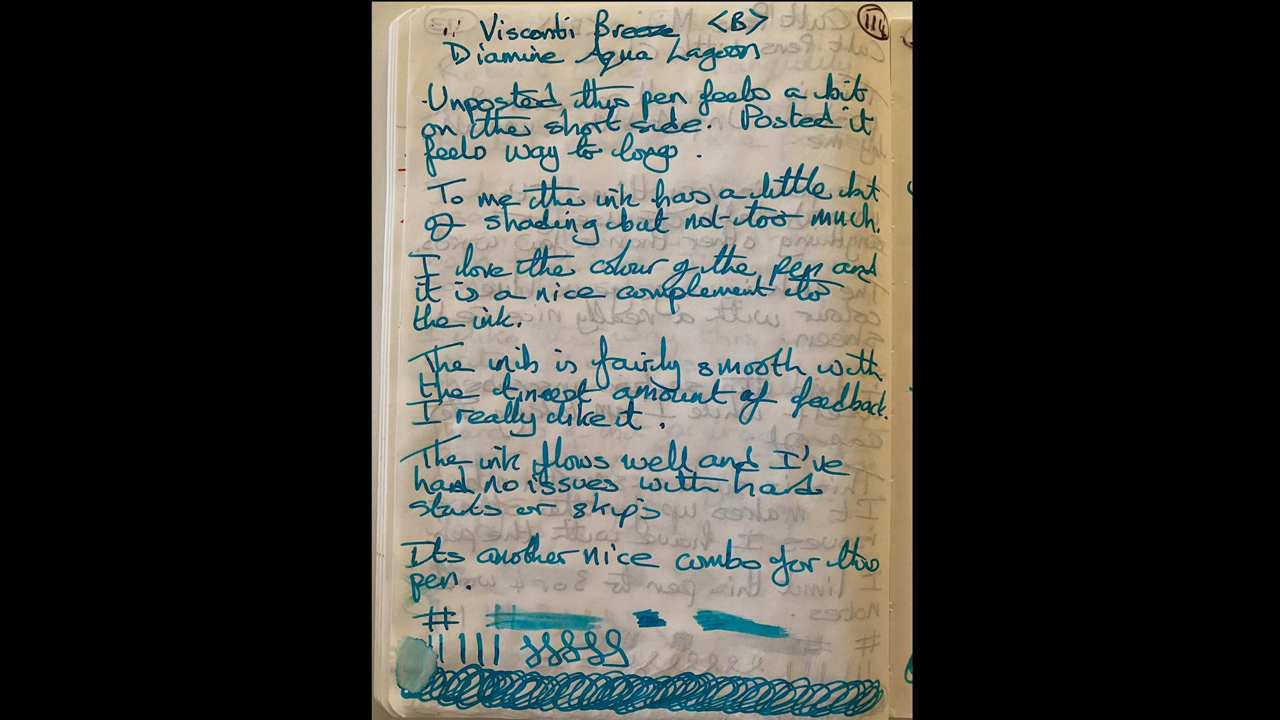 ∴ Visconti Breeze <B> 114
Diamine Aqua Lagoon
·Unposted this pen feels a bit
on the short side. Posted it
feels way to long.
To me the ink has a little bit
of shading but not too much.
I love the colour of the pen and
it is a nice complement to
the ink.
The nib is fairly smooth with
the tineest amount of feedback.
I really like it.
The ink flows well and I've
had no issues with hard
starts or skips
Its another nice combo for this
pen.
#